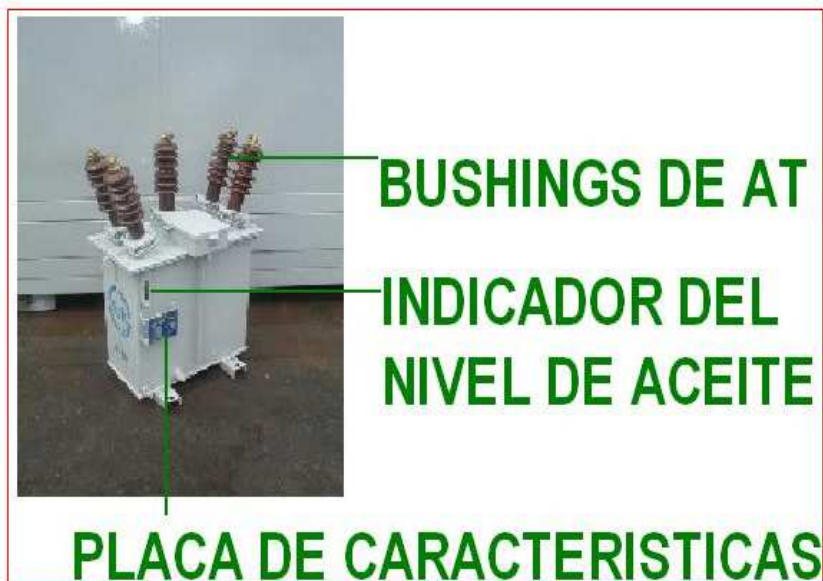 BUSHINGS DE AT
INDICADOR DEL
NIVEL DE ACEITE
PLACA DE CARACTERISTICAS